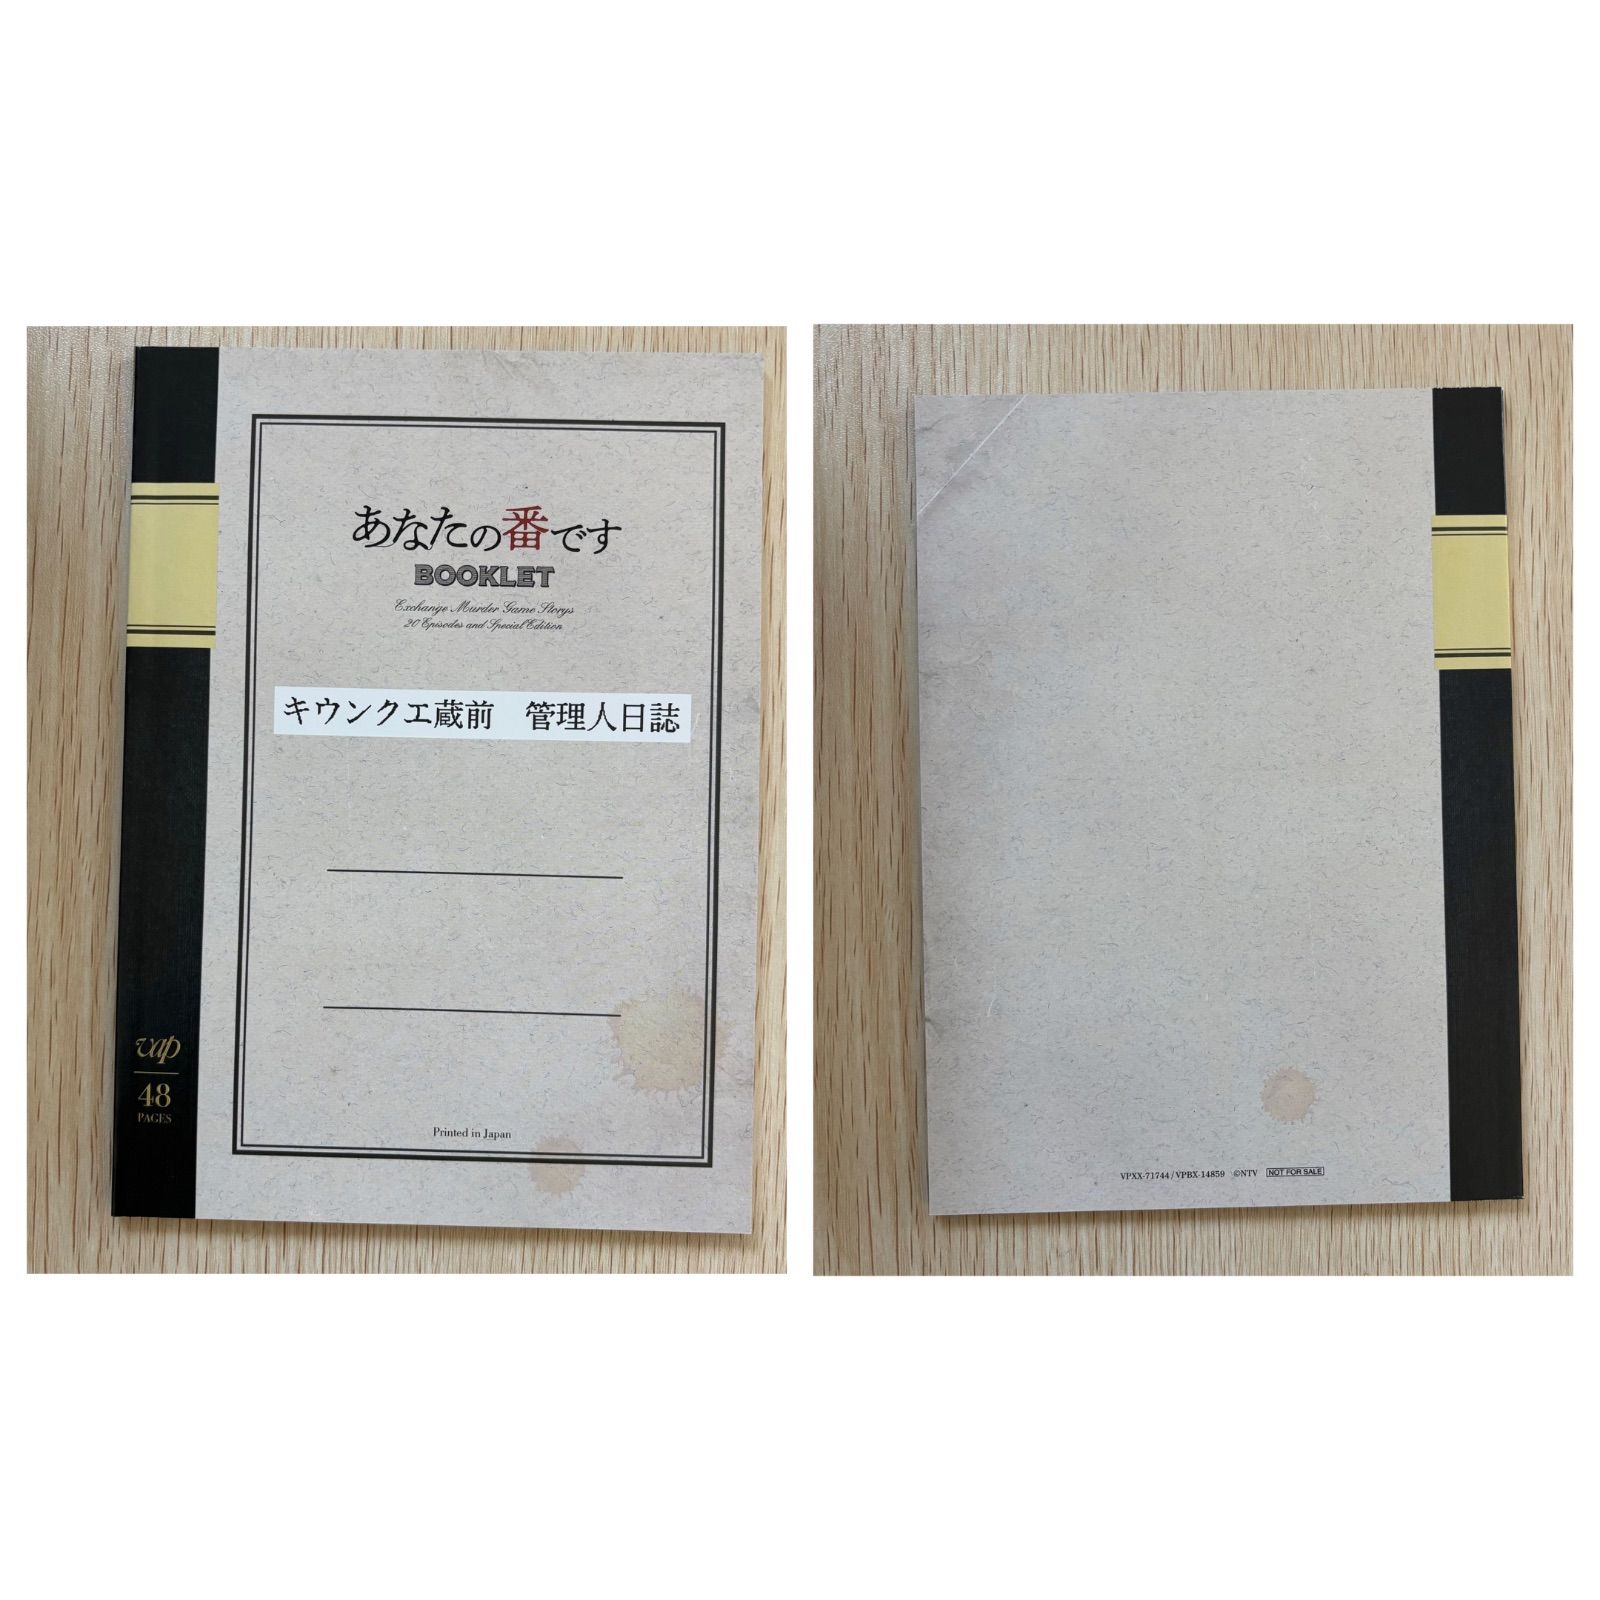 あなたの番です
BOOKLET
Exchange Murder Game Storys
20 Episodes and Special Edition
キウンクエ蔵前　管理人日誌
vap
48
PAGES
Printed in Japan
VPXX-71744 / VPBX-14859 ©NTV NOT FOR SALE